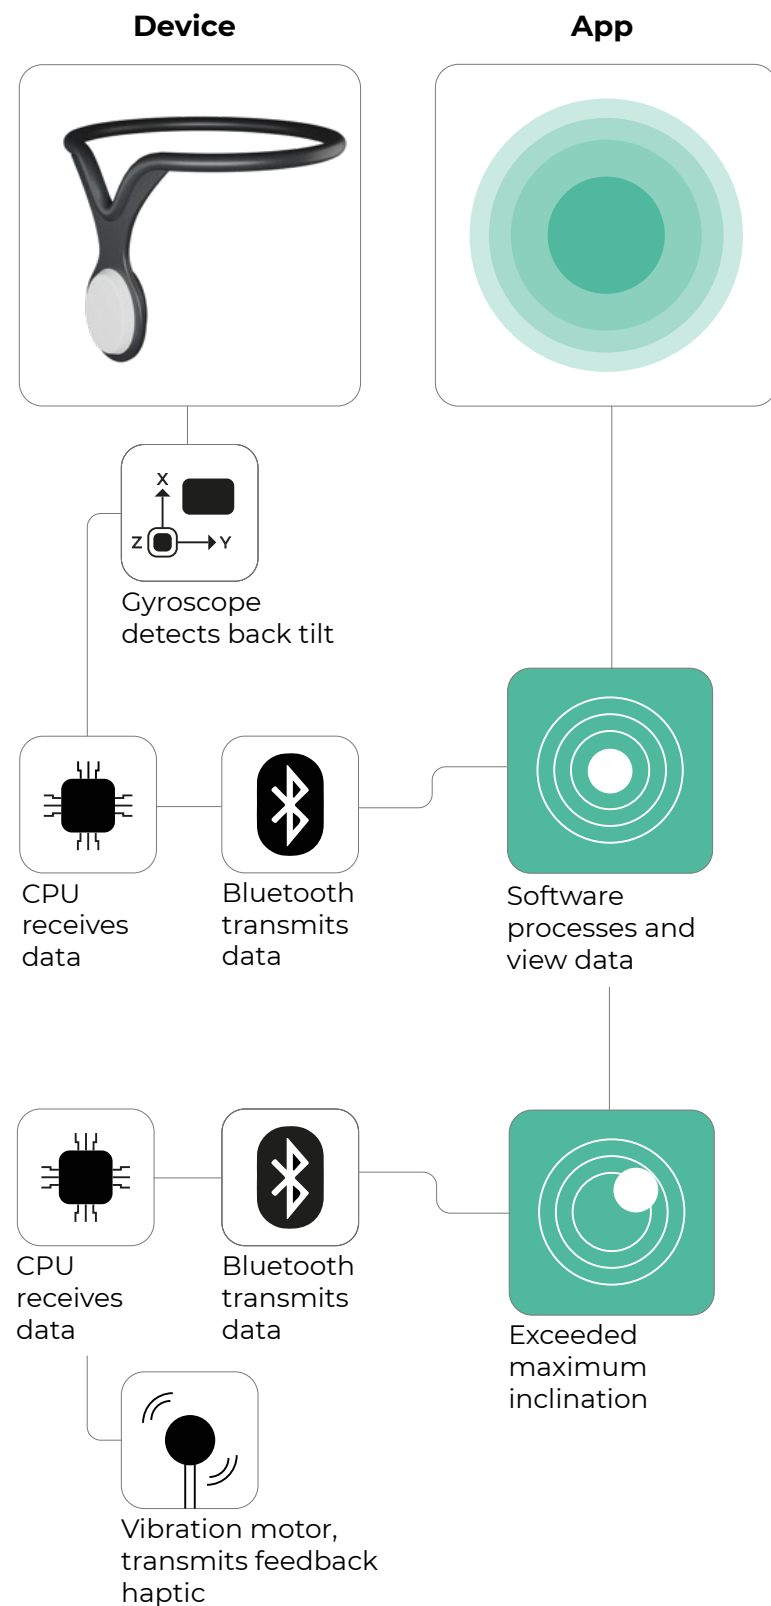 Device
App
X
Z
Y
Gyroscope
detects back tilt
CPU
receives
data
Bluetooth
transmits
data
Software
processes and
view data
CPU
receives
data
Bluetooth
transmits
data
Exceeded
maximum
inclination
Vibration motor,
transmits feedback
haptic